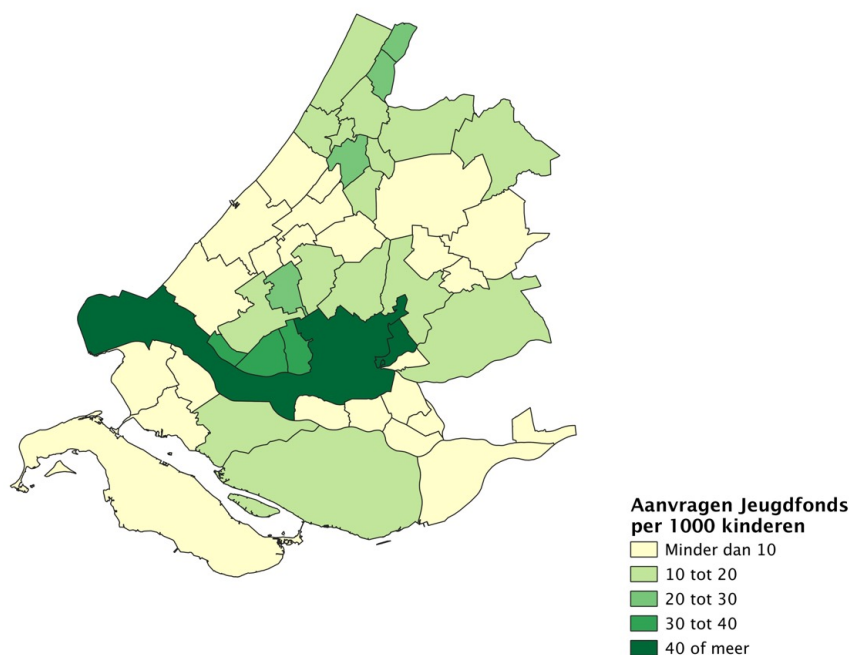 Aanvragen Jeugdfonds
per 1000 kinderen
Minder dan 10
10 tot 20
20 tot 30
30 tot 40
40 of meer